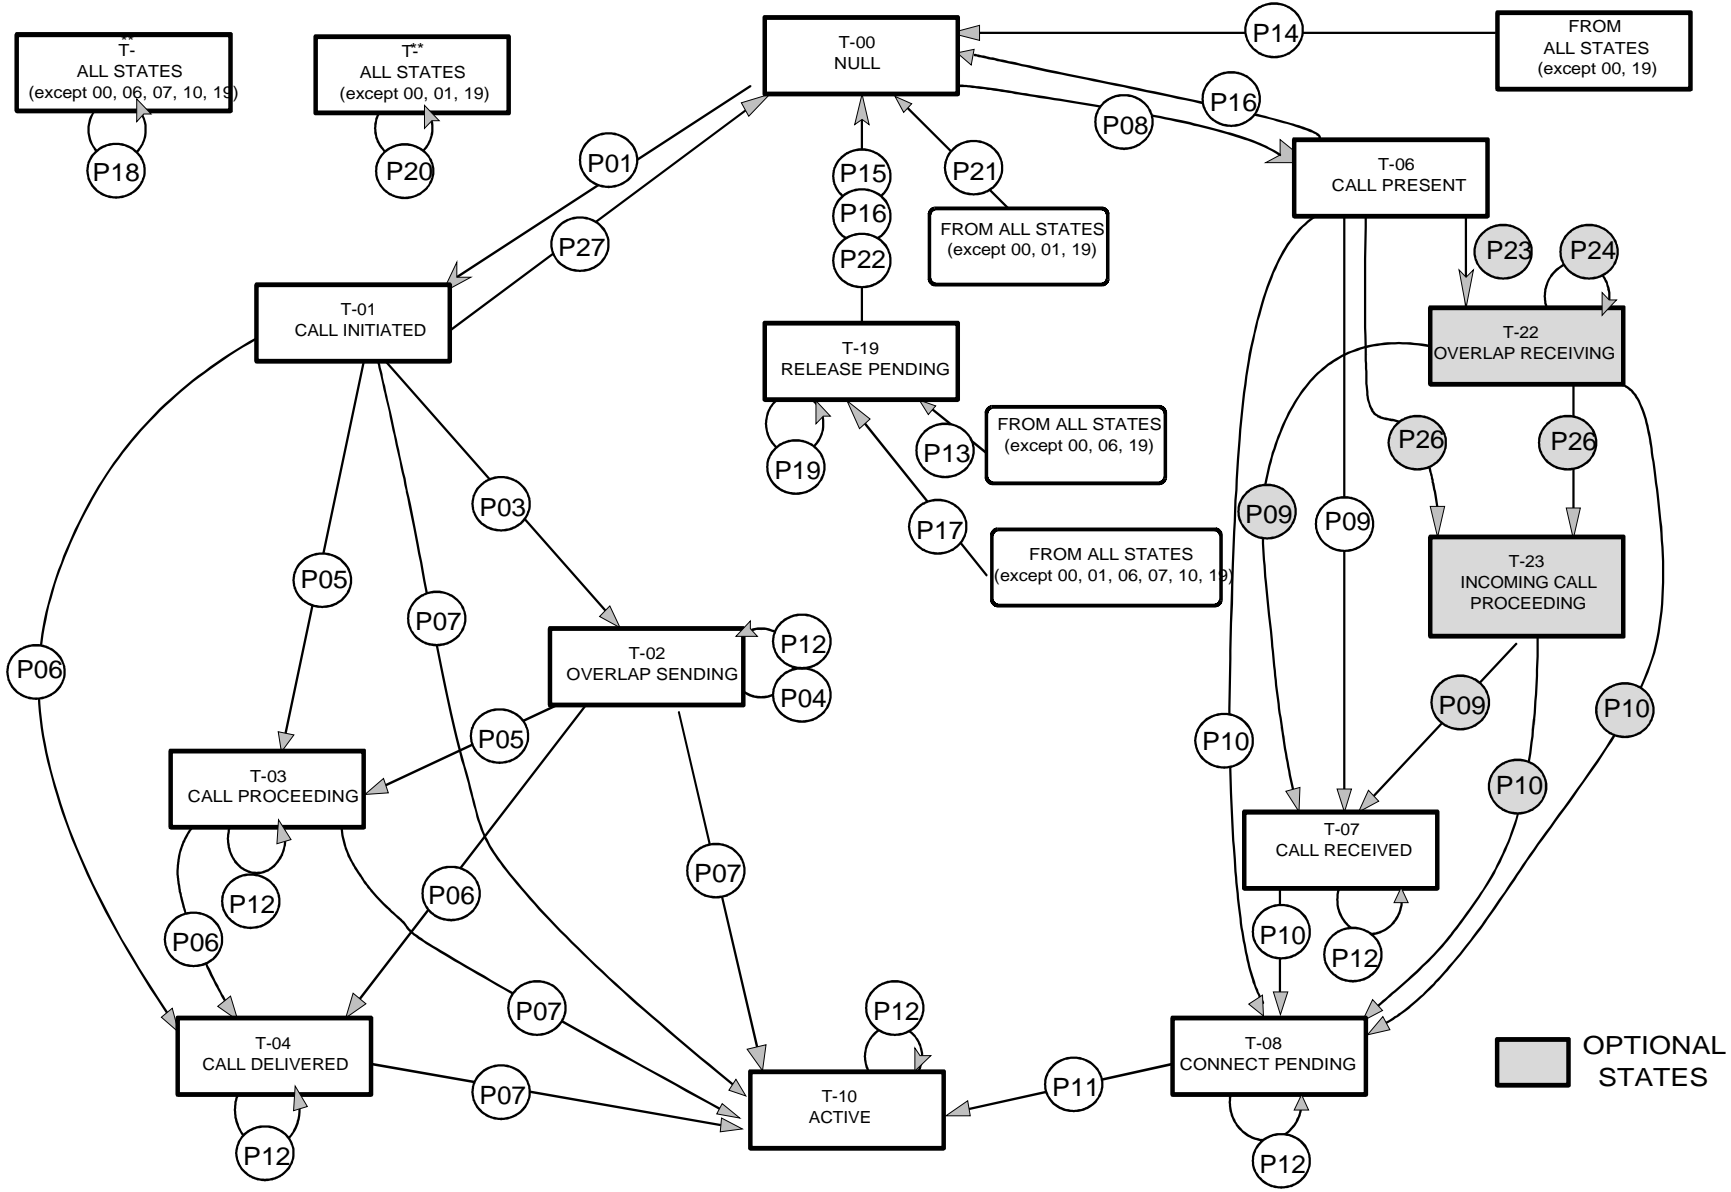 **
T-
ALL STATES
(except 00, 06, 07, 10, 19)
P18
T-**
ALL STATES
(except 00, 01, 19)
P20
T-00
NULL
P14
FROM
ALL STATES
(except 00, 19)
P16
P08
P01
P27
P15
P16
P22
P21
FROM ALL STATES
(except 00, 01, 19)
T-06
CALL PRESENT
P23
P24
T-01
CALL INITIATED
T-19
RELEASE PENDING
T-22
OVERLAP RECEIVING
P19
P13
FROM ALL STATES
(except 00, 06, 19)
P17
FROM ALL STATES
(except 00, 01, 06, 07, 10, 19)
P26
P26
P09
P09
P03
P05
P07
P06
T-23
INCOMING CALL
PROCEEDING
T-02
OVERLAP SENDING
P12
P04
P05
P09
P10
P10
P10
T-03
CALL PROCEEDING
P12
P06
P06
P07
P07
T-07
CALL RECEIVED
P10
P12
P12
T-04
CALL DELIVERED
P07
P12
T-10
ACTIVE
P11
T-08
CONNECT PENDING
P12
OPTIONAL
STATES